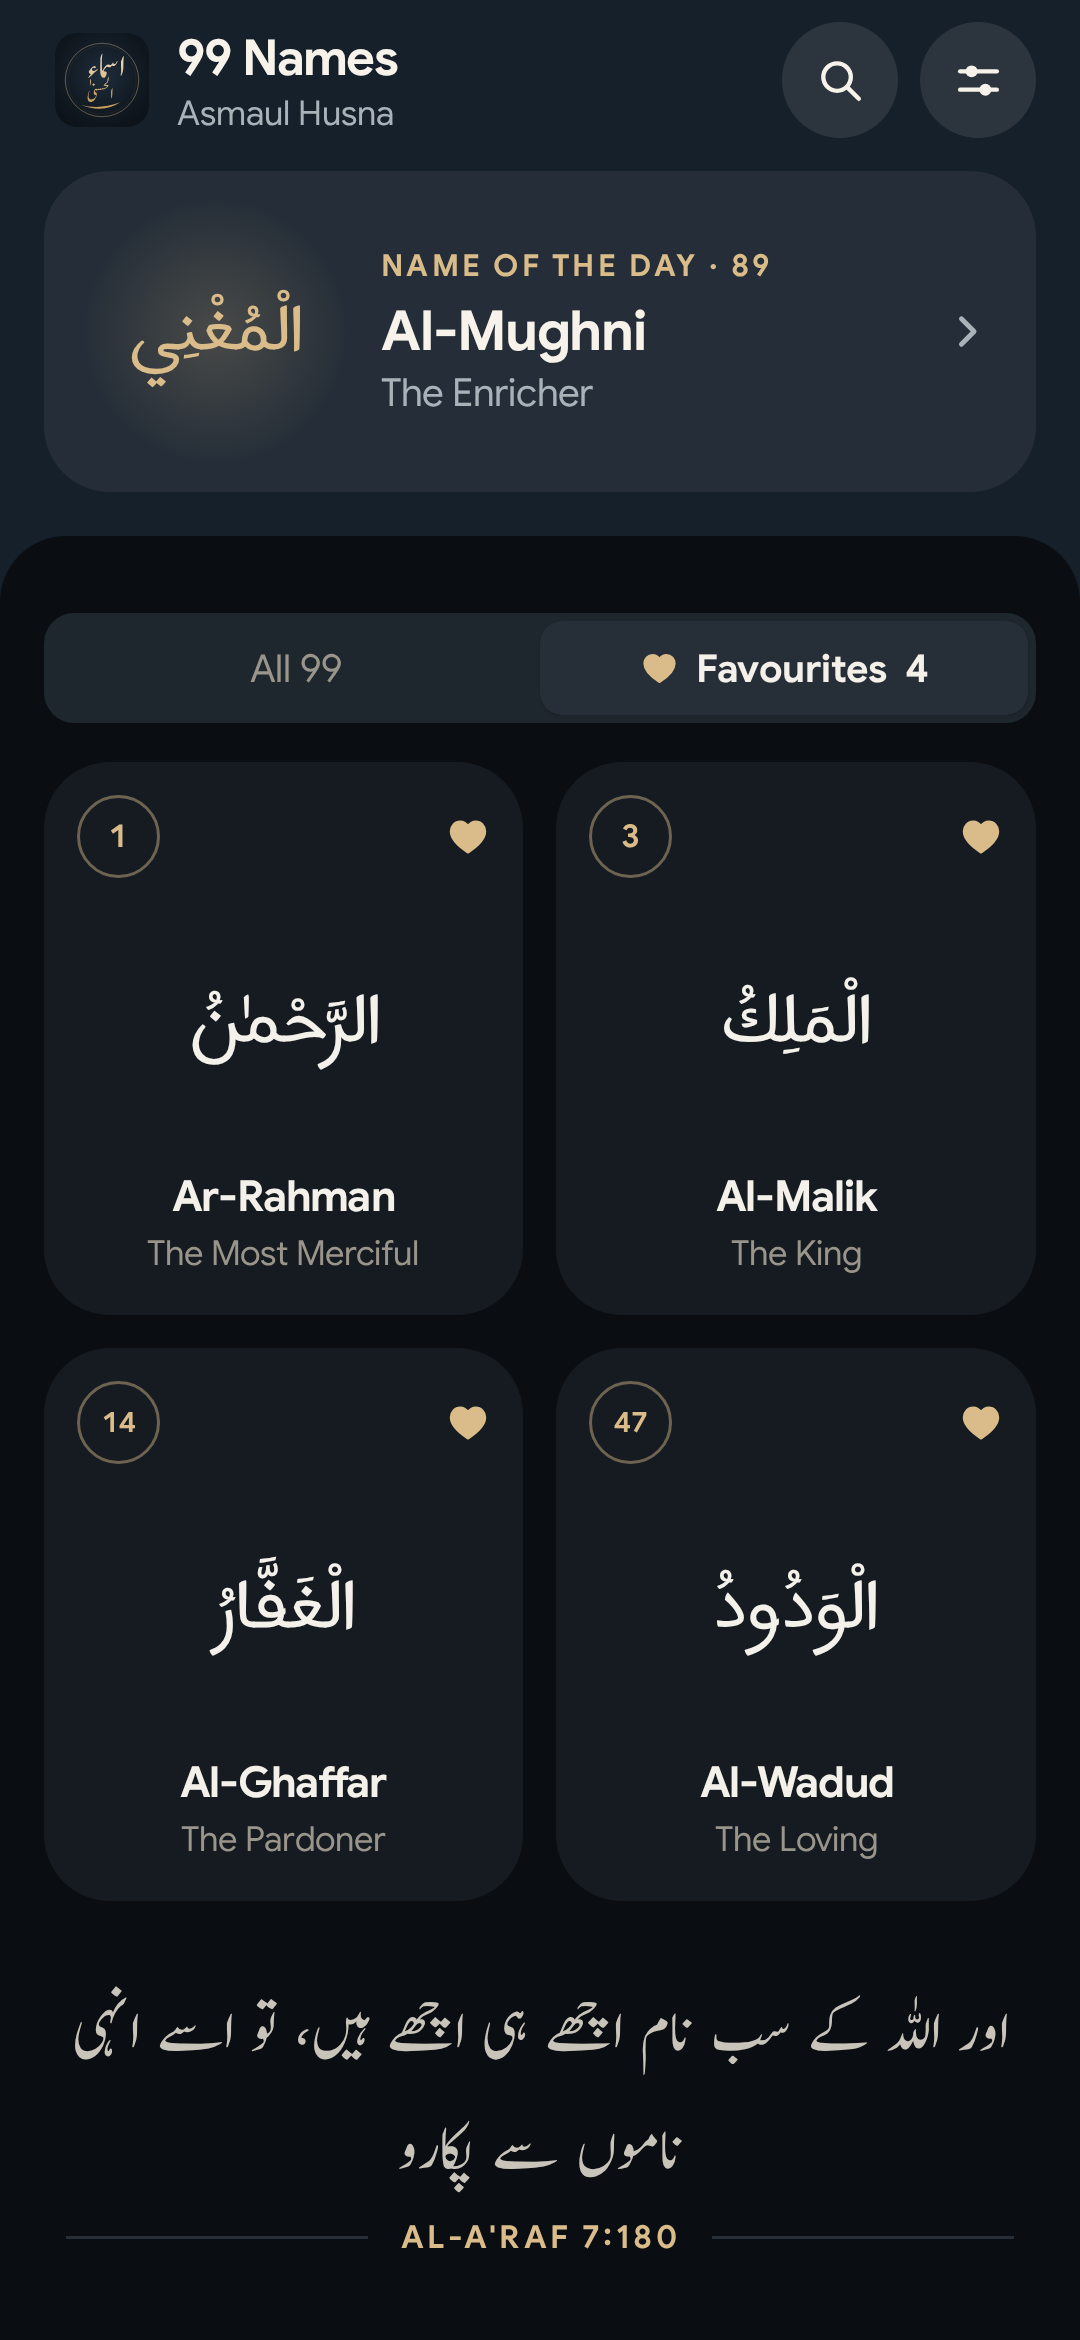 اسماء الحسنى
99 Names
Asmaul Husna
الْمُغْنِي
NAME OF THE DAY · 89
Al-Mughni
The Enricher
All 99
Favourites 4
1
الرَّحْمٰنُ
Ar-Rahman
The Most Merciful
3
الْمَلِكُ
Al-Malik
The King
14
الْغَفَّارُ
Al-Ghaffar
The Pardoner
47
الْوَدُودُ
Al-Wadud
The Loving
اور اللہ کے سب نام اچھے ہی اچھے ہیں، تو اسے انہی
ناموں سے پکارو
AL-A'RAF 7:180